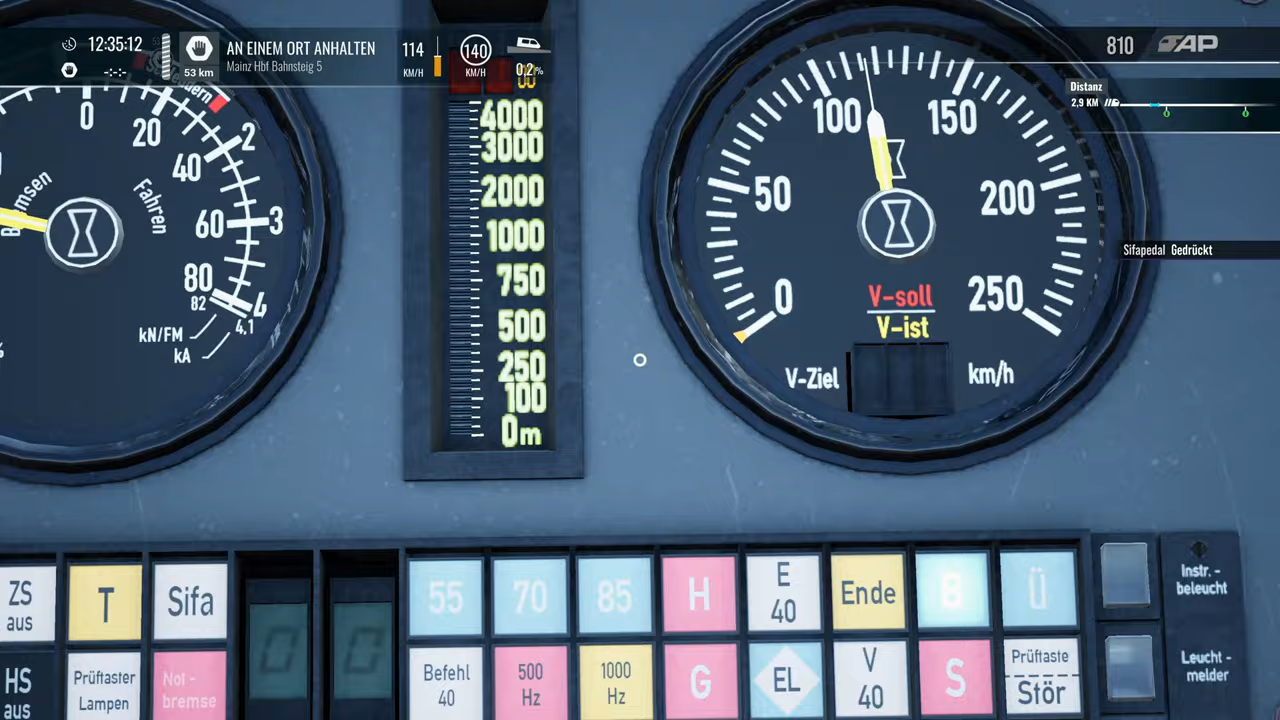 12:35:12
-:--:-
53 km
AN EINEM ORT ANHALTEN
Mainz Hbf Bahnsteig 5
114
KM/H
140
KM/H
0,2%
810
Distanz
2,9 KM
Sifapedal Gedrückt
0
20
40
60
80
82
2
3
4
4.1
Fahren
kN/FM
kA
4000
3000
2000
1000
750
500
250
100
0m
0
50
100
150
200
250
V-soll
V-ist
V-Ziel
km/h
ZS aus
T
Sifa
55
70
85
H
E 40
Ende
B
Ü
Instr.-
beleucht
HS aus
Prüftaster
Lampen
Not-
bremse
Befehl 40
500 Hz
1000 Hz
G
EL
V 40
S
Prüftaste
Stör
Leucht-
melder